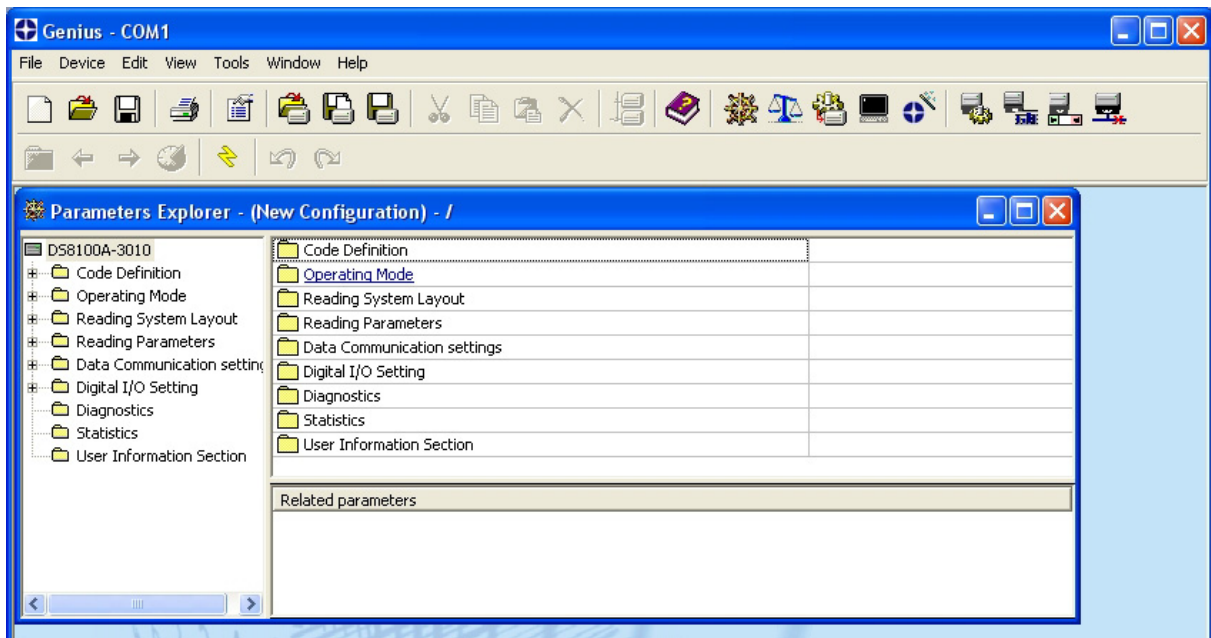 Genius - COM1
File Device Edit View Tools Window Help
Parameters Explorer - (New Configuration) - /
DS8100A-3010
Code Definition
Operating Mode
Reading System Layout
Reading Parameters
Data Communication setting
Digital I/O Setting
Diagnostics
Statistics
User Information Section
Code Definition
Operating Mode
Reading System Layout
Reading Parameters
Data Communication settings
Digital I/O Setting
Diagnostics
Statistics
User Information Section
Related parameters